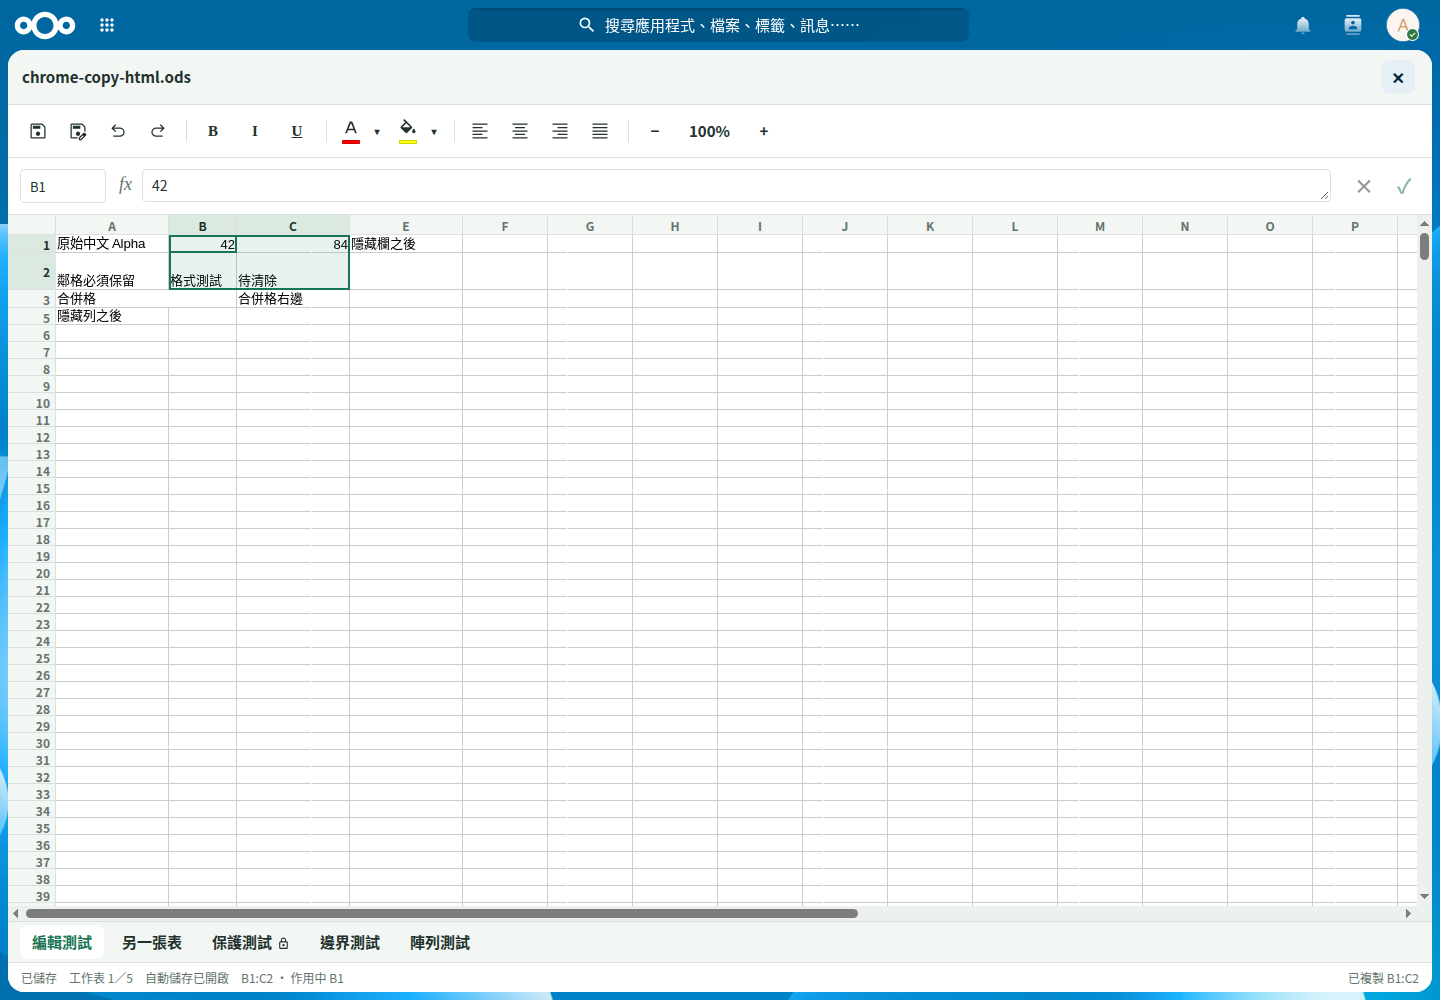 搜尋應用程式、檔案、標籤、訊息⋯⋯
A
chrome-copy-html.ods
B I U A 100%
B1 fx 42
A B C E F G H I J K L M N O P
1 原始中文 Alpha 42 84 隱藏欄之後
2 鄰格必須保留 格式測試 待清除
3 合併格 合併格右邊
5 隱藏列之後
6
7
8
9
10
11
12
13
14
15
16
17
18
19
20
21
22
23
24
25
26
27
28
29
30
31
32
33
34
35
36
37
38
39
編輯測試 另一張表 保護測試 邊界測試 陣列測試
已儲存 工作表 1／5 自動儲存已開啟 B1:C2 · 作用中 B1 已複製 B1:C2